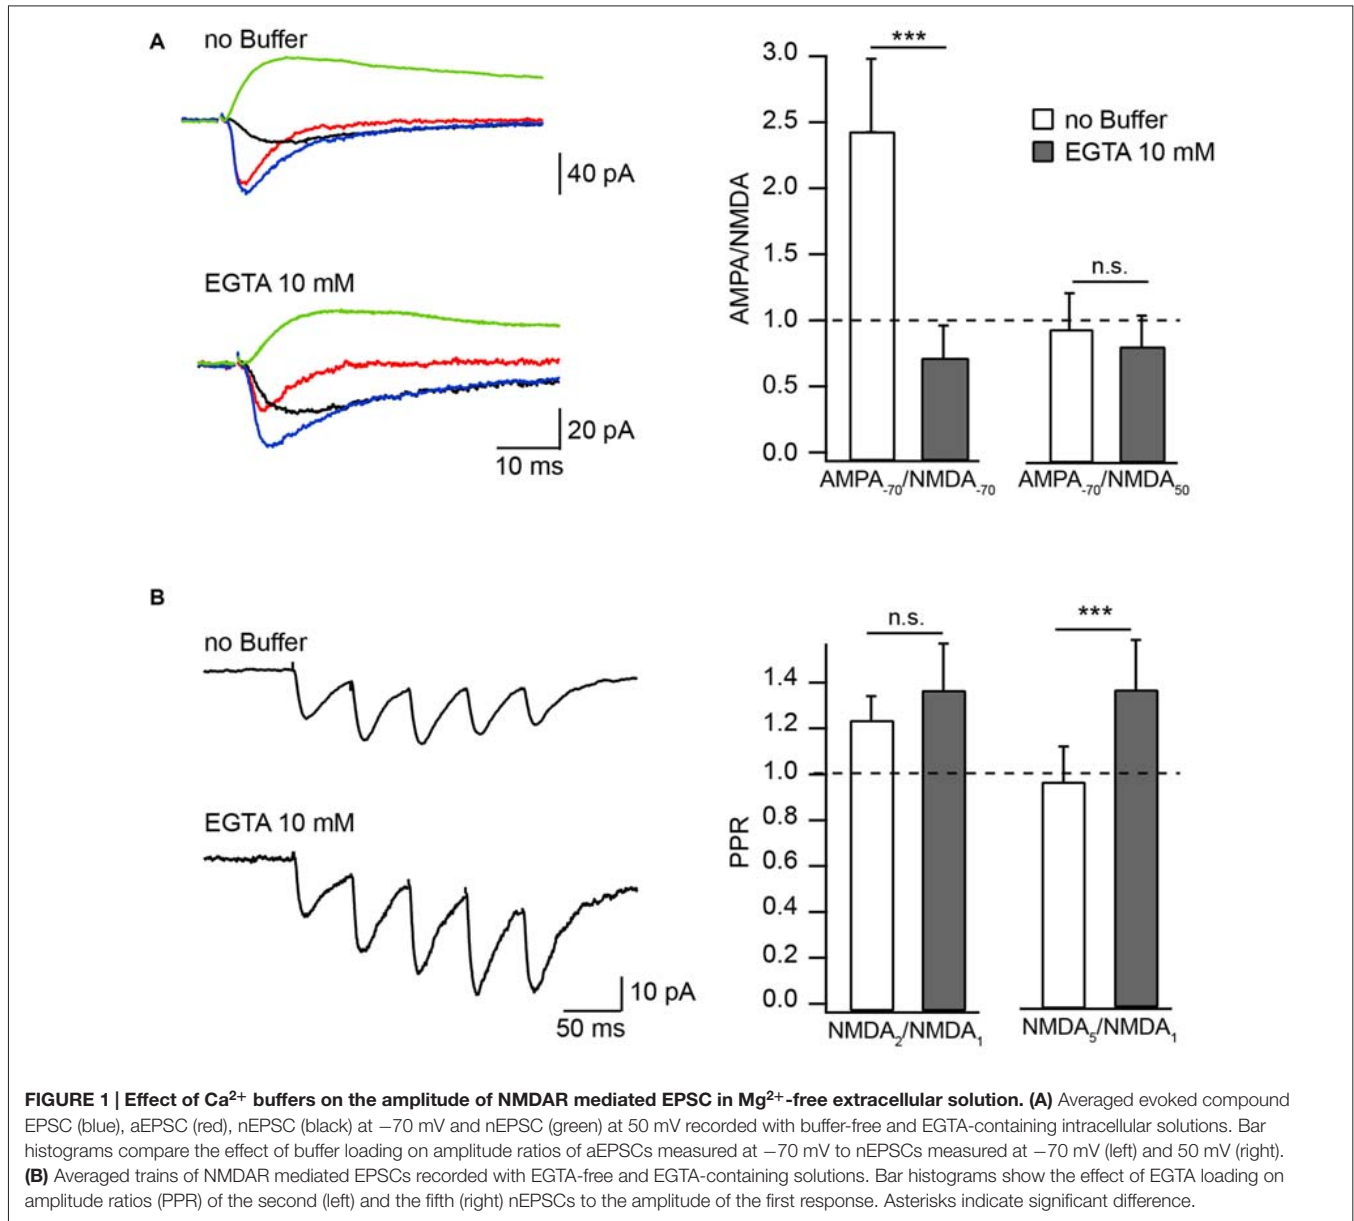 A
no Buffer
40 pA
EGTA 10 mM
20 pA
10 ms
***
3.0
2.5
2.0
1.5
1.0
0.5
0.0
AMPA/NMDA
no Buffer
EGTA 10 mM
n.s.
AMPA-70/NMDA-70
AMPA-70/NMDA50
B
no Buffer
EGTA 10 mM
10 pA
50 ms
n.s.
***
1.4
1.2
1.0
0.8
0.6
0.4
0.2
0.0
PPR
NMDA2/NMDA1
NMDA5/NMDA1
FIGURE 1 | Effect of Ca2+ buffers on the amplitude of NMDAR mediated EPSC in Mg2+-free extracellular solution. (A) Averaged evoked compound
EPSC (blue), aEPSC (red), nEPSC (black) at −70 mV and nEPSC (green) at 50 mV recorded with buffer-free and EGTA-containing intracellular solutions. Bar
histograms compare the effect of buffer loading on amplitude ratios of aEPSCs measured at −70 mV to nEPSCs measured at −70 mV (left) and 50 mV (right).
(B) Averaged trains of NMDAR mediated EPSCs recorded with EGTA-free and EGTA-containing solutions. Bar histograms show the effect of EGTA loading on
amplitude ratios (PPR) of the second (left) and the fifth (right) nEPSCs to the amplitude of the first response. Asterisks indicate significant difference.